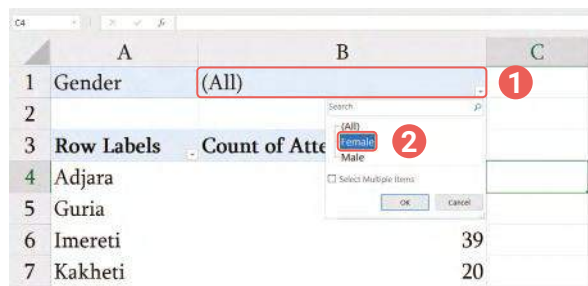 C4
A B C
1 Gender (All) 1
2 Search
(All)
3 Row Labels Count of Atte Female 2
Male
4 Adjara Select Multiple Items
5 Guria OK Cancel
6 Imereti 39
7 Kakheti 20